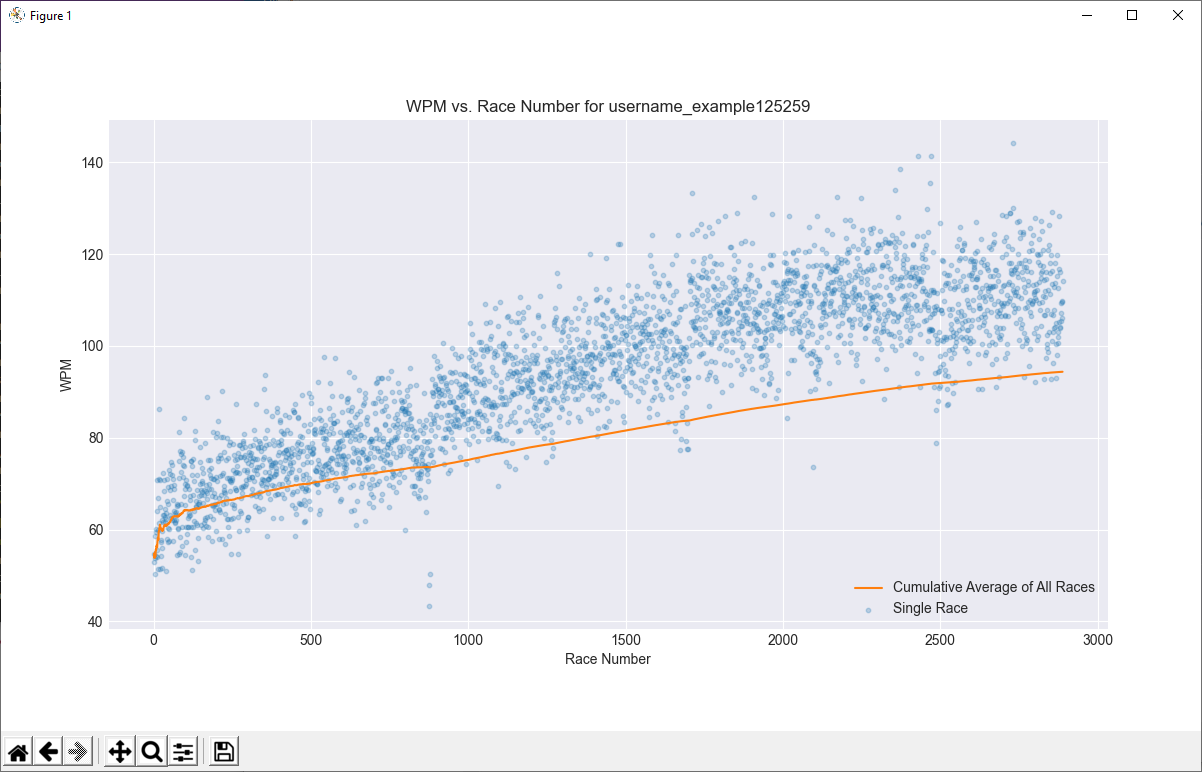 Figure 1
WPM vs. Race Number for username_example125259
140
120
100
80
60
40
WPM
Cumulative Average of All Races
Single Race
0 500 1000 1500 2000 2500 3000
Race Number